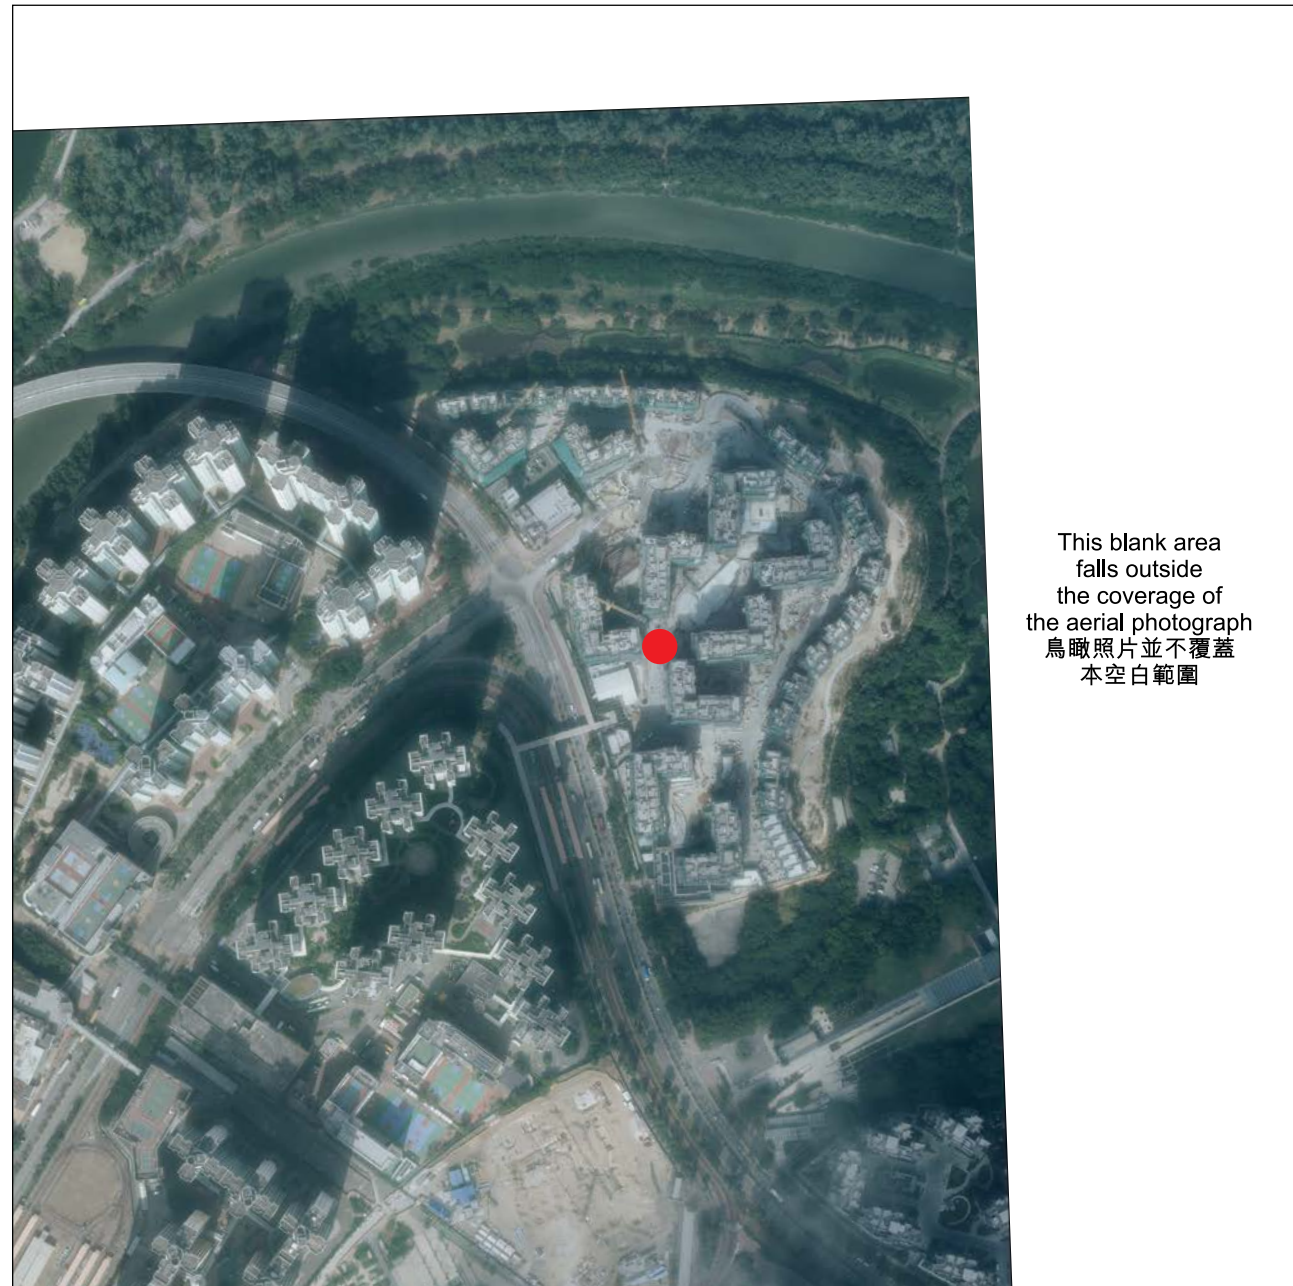 This blank area
falls outside
the coverage of
the aerial photograph
鳥瞰照片並不覆蓋
本空白範圍